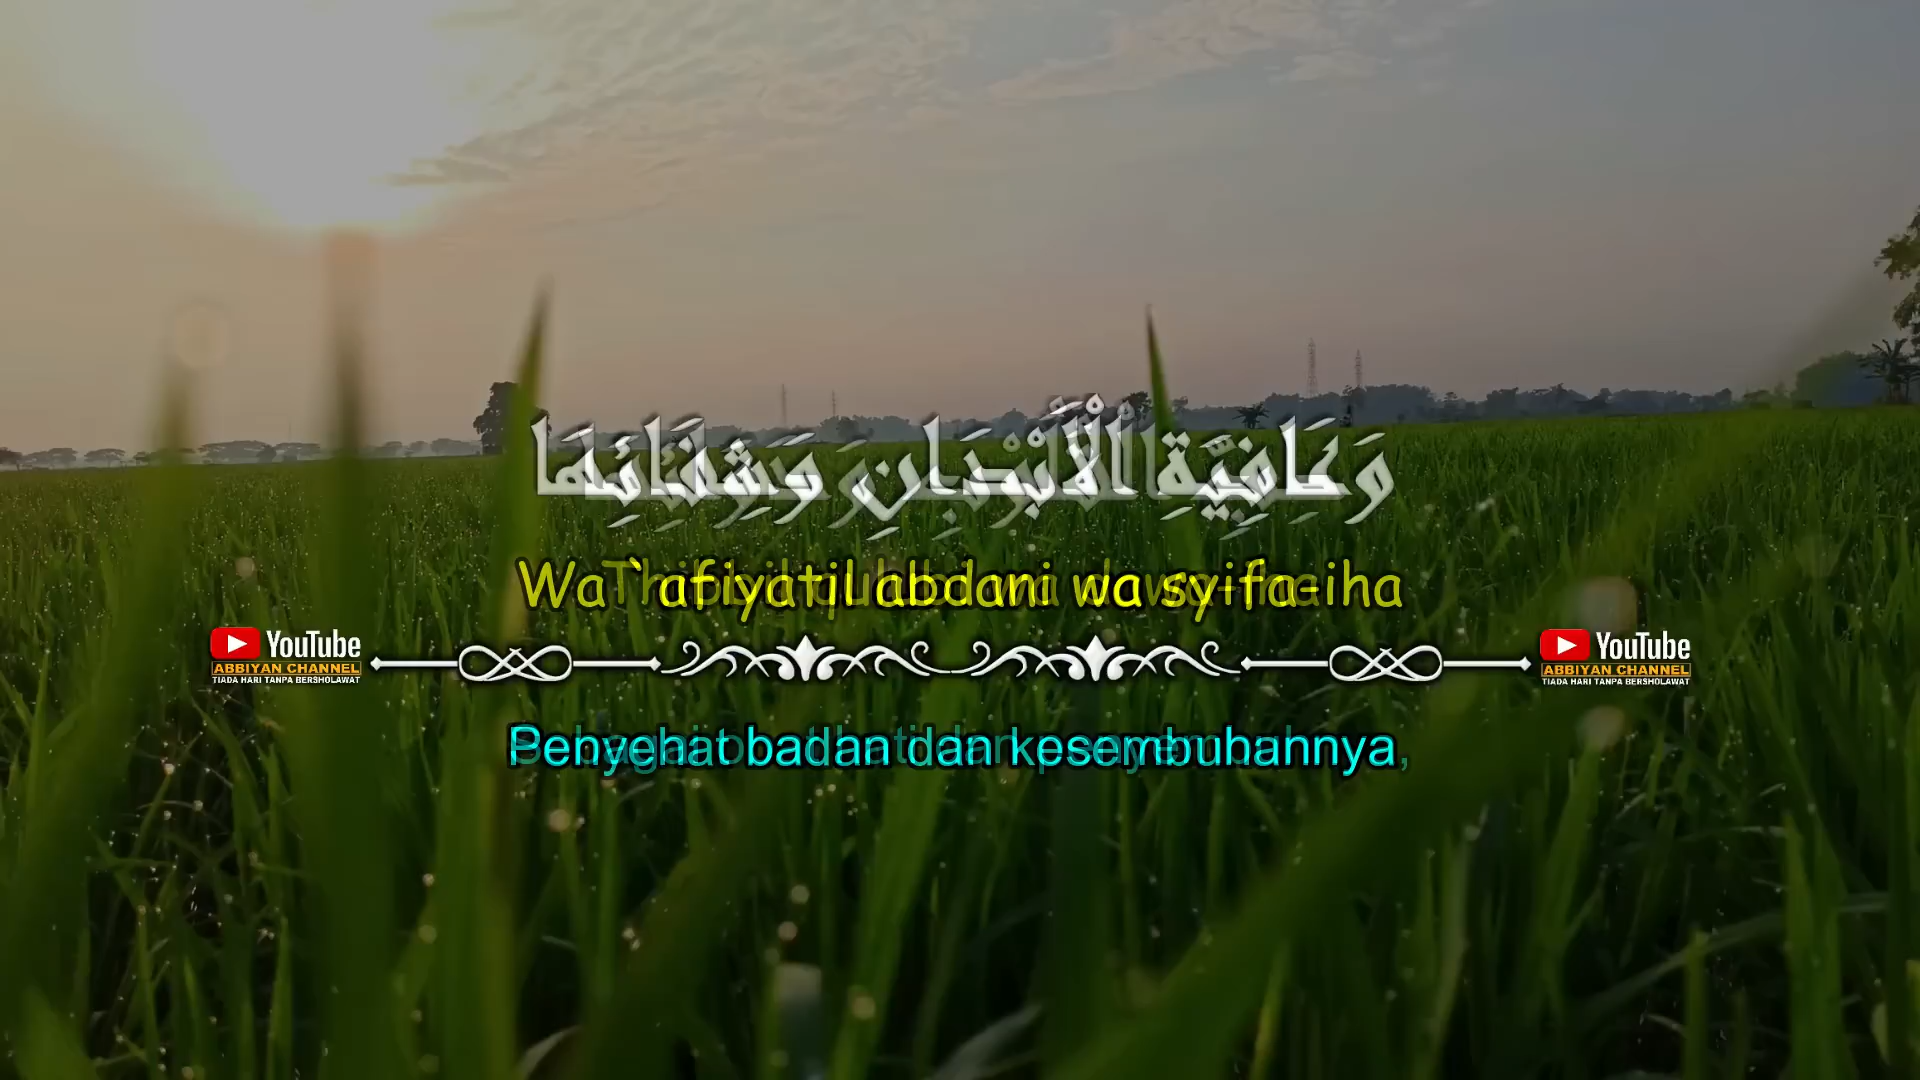 وَعَافِيَةِ الْأَبْدَانِ وَشِفَائِهَا
Wa `afiyatil abdani wa syifa-iha
YouTube
ABBIYAN CHANNEL
TIADA HARI TANPA BERSHOLAWAT
YouTube
ABBIYAN CHANNEL
TIADA HARI TANPA BERSHOLAWAT
Penyehat badan dan kesembuhannya,